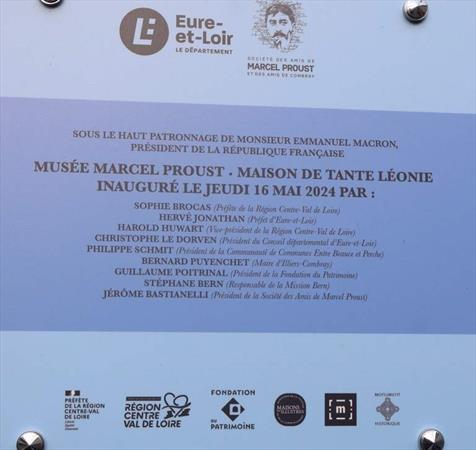 Eure-
et-Loir
LE DÉPARTEMENT
SOCIÉTÉ DES AMIS DE
MARCEL PROUST
ET DES AMIS DE COMBRAY
SOUS LE HAUT PATRONNAGE DE MONSIEUR EMMANUEL MACRON,
PRÉSIDENT DE LA RÉPUBLIQUE FRANÇAISE
MUSÉE MARCEL PROUST · MAISON DE TANTE LÉONIE
INAUGURÉ LE JEUDI 16 MAI 2024 PAR :
SOPHIE BROCAS (Préfète de la Région Centre-Val de Loire)
HERVÉ JONATHAN (Préfet d'Eure-et-Loir)
HAROLD HUWART (Vice-président de la Région Centre-Val de Loire)
CHRISTOPHE LE DORVEN (Président du Conseil départemental d'Eure-et-Loir)
PHILIPPE SCHMIT (Président de la Communauté de Communes Entre Beauce et Perche)
BERNARD PUYENCHET (Maire d'Illiers-Combray)
GUILLAUME POITRINAL (Président de la Fondation du Patrimoine)
STÉPHANE BERN (Responsable de la Mission Bern)
JÉRÔME BASTIANELLI (Président de la Société des Amis de Marcel Proust)
PRÉFÈTE
DE LA RÉGION
CENTRE-VAL
DE LOIRE
RÉGION
CENTRE
VAL DE LOIRE
FONDATION
DU
PATRIMOINE
MAISONS
DES ILLUSTRES
[m]
MONUMENT
HISTORIQUE